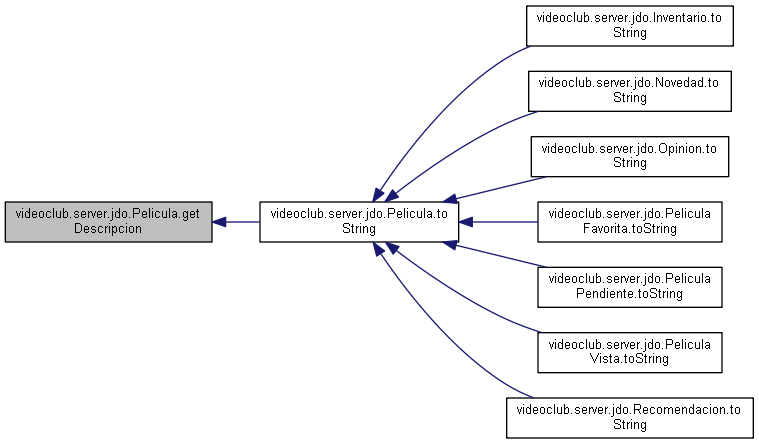 videoclub.server.jdo.Inventario.to
String
videoclub.server.jdo.Novedad.to
String
videoclub.server.jdo.Opinion.to
String
videoclub.server.jdo.Pelicula.get
Descripcion
videoclub.server.jdo.Pelicula.to
String
videoclub.server.jdo.Pelicula
Favorita.toString
videoclub.server.jdo.Pelicula
Pendiente.toString
videoclub.server.jdo.Pelicula
Vista.toString
videoclub.server.jdo.Recomendacion.to
String